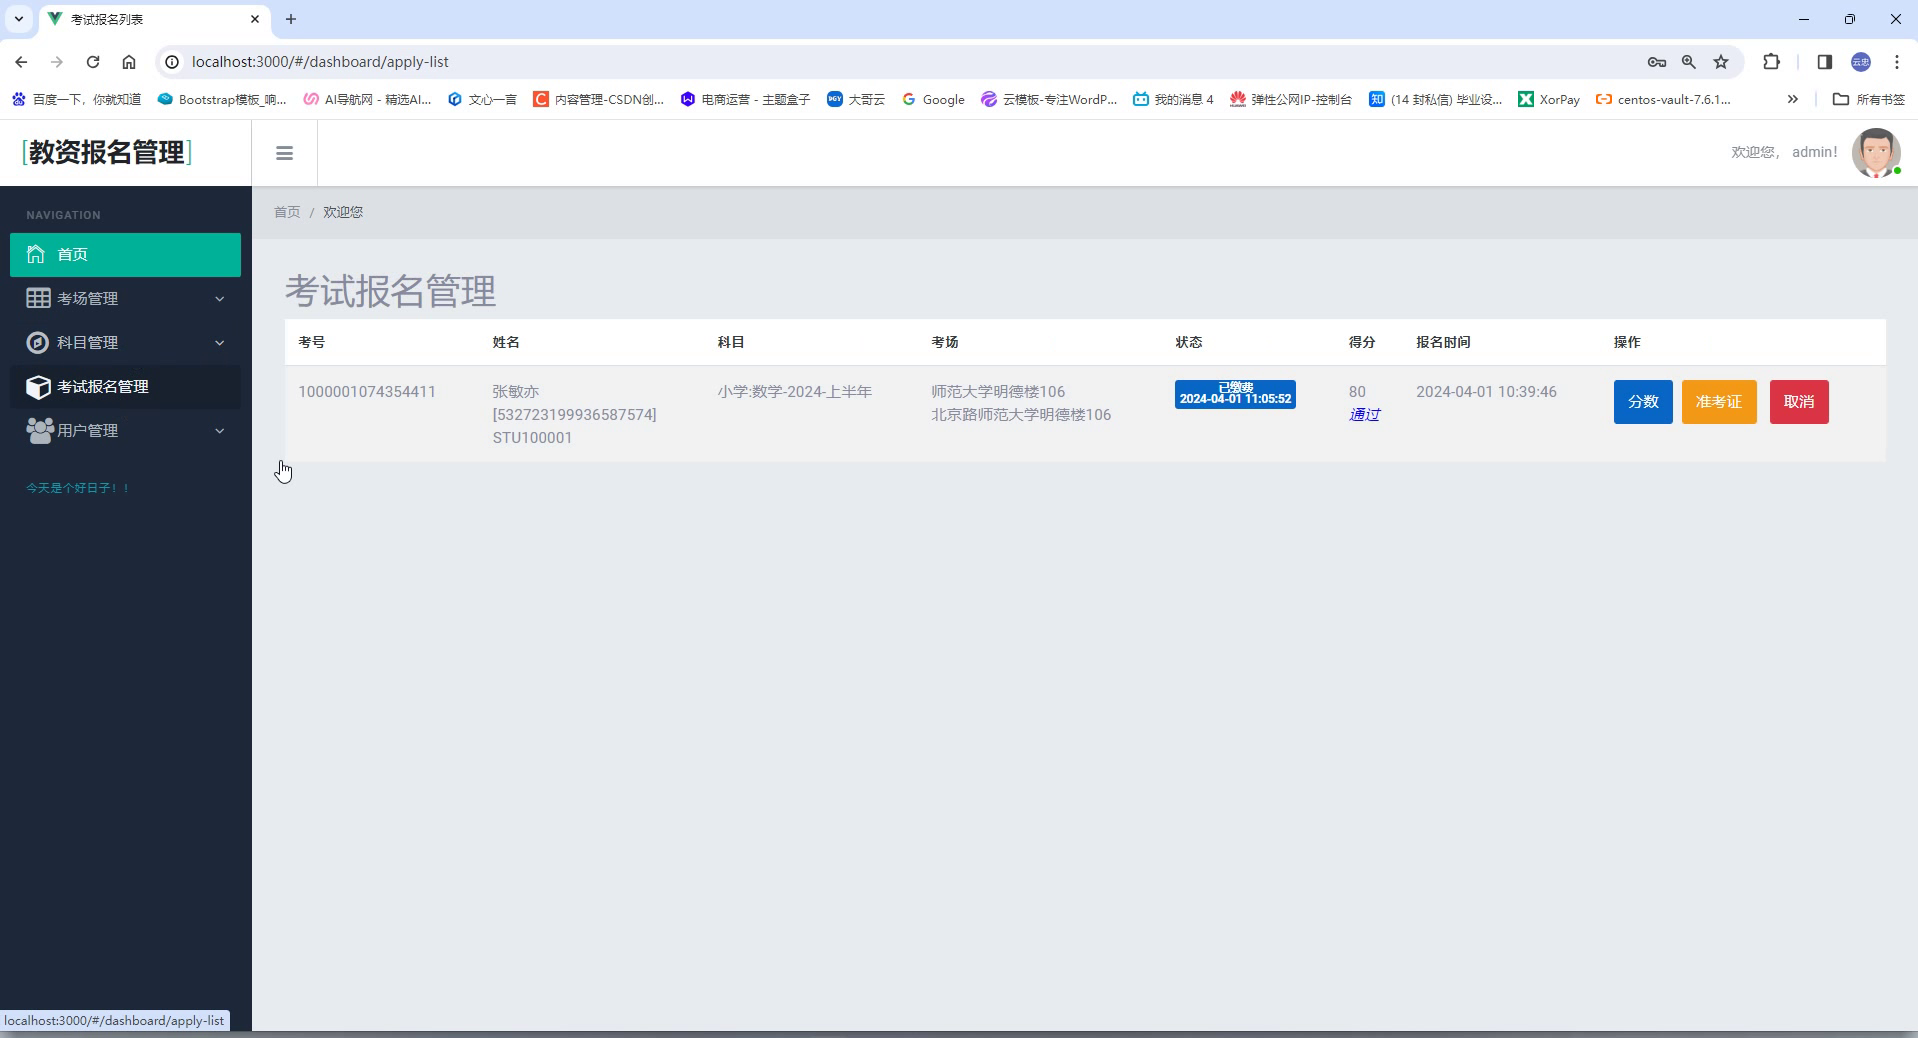 考试报名列表
localhost:3000/#/dashboard/apply-list
云忠
百度一下，你就知道
Bootstrap模板_响...
AI导航网 - 精选AI...
文心一言
内容管理-CSDN创...
电商运营 - 主题盒子
大哥云
Google
云模板-专注WordP...
我的消息 4
弹性公网IP-控制台
(14 封私信) 毕业设...
XorPay
centos-vault-7.6.1...
所有书签
[教资报名管理]
欢迎您， admin!
NAVIGATION
首页
考场管理
科目管理
考试报名管理
用户管理
今天是个好日子！！
首页 / 欢迎您
考试报名管理
考号 姓名 科目 考场 状态 得分 报名时间 操作
1000001074354411
张敏亦
[532723199936587574]
STU100001
小学:数学-2024-上半年
师范大学明德楼106
北京路师范大学明德楼106
已缴费
2024-04-01 11:05:52
80
通过
2024-04-01 10:39:46
分数 准考证 取消
localhost:3000/#/dashboard/apply-list